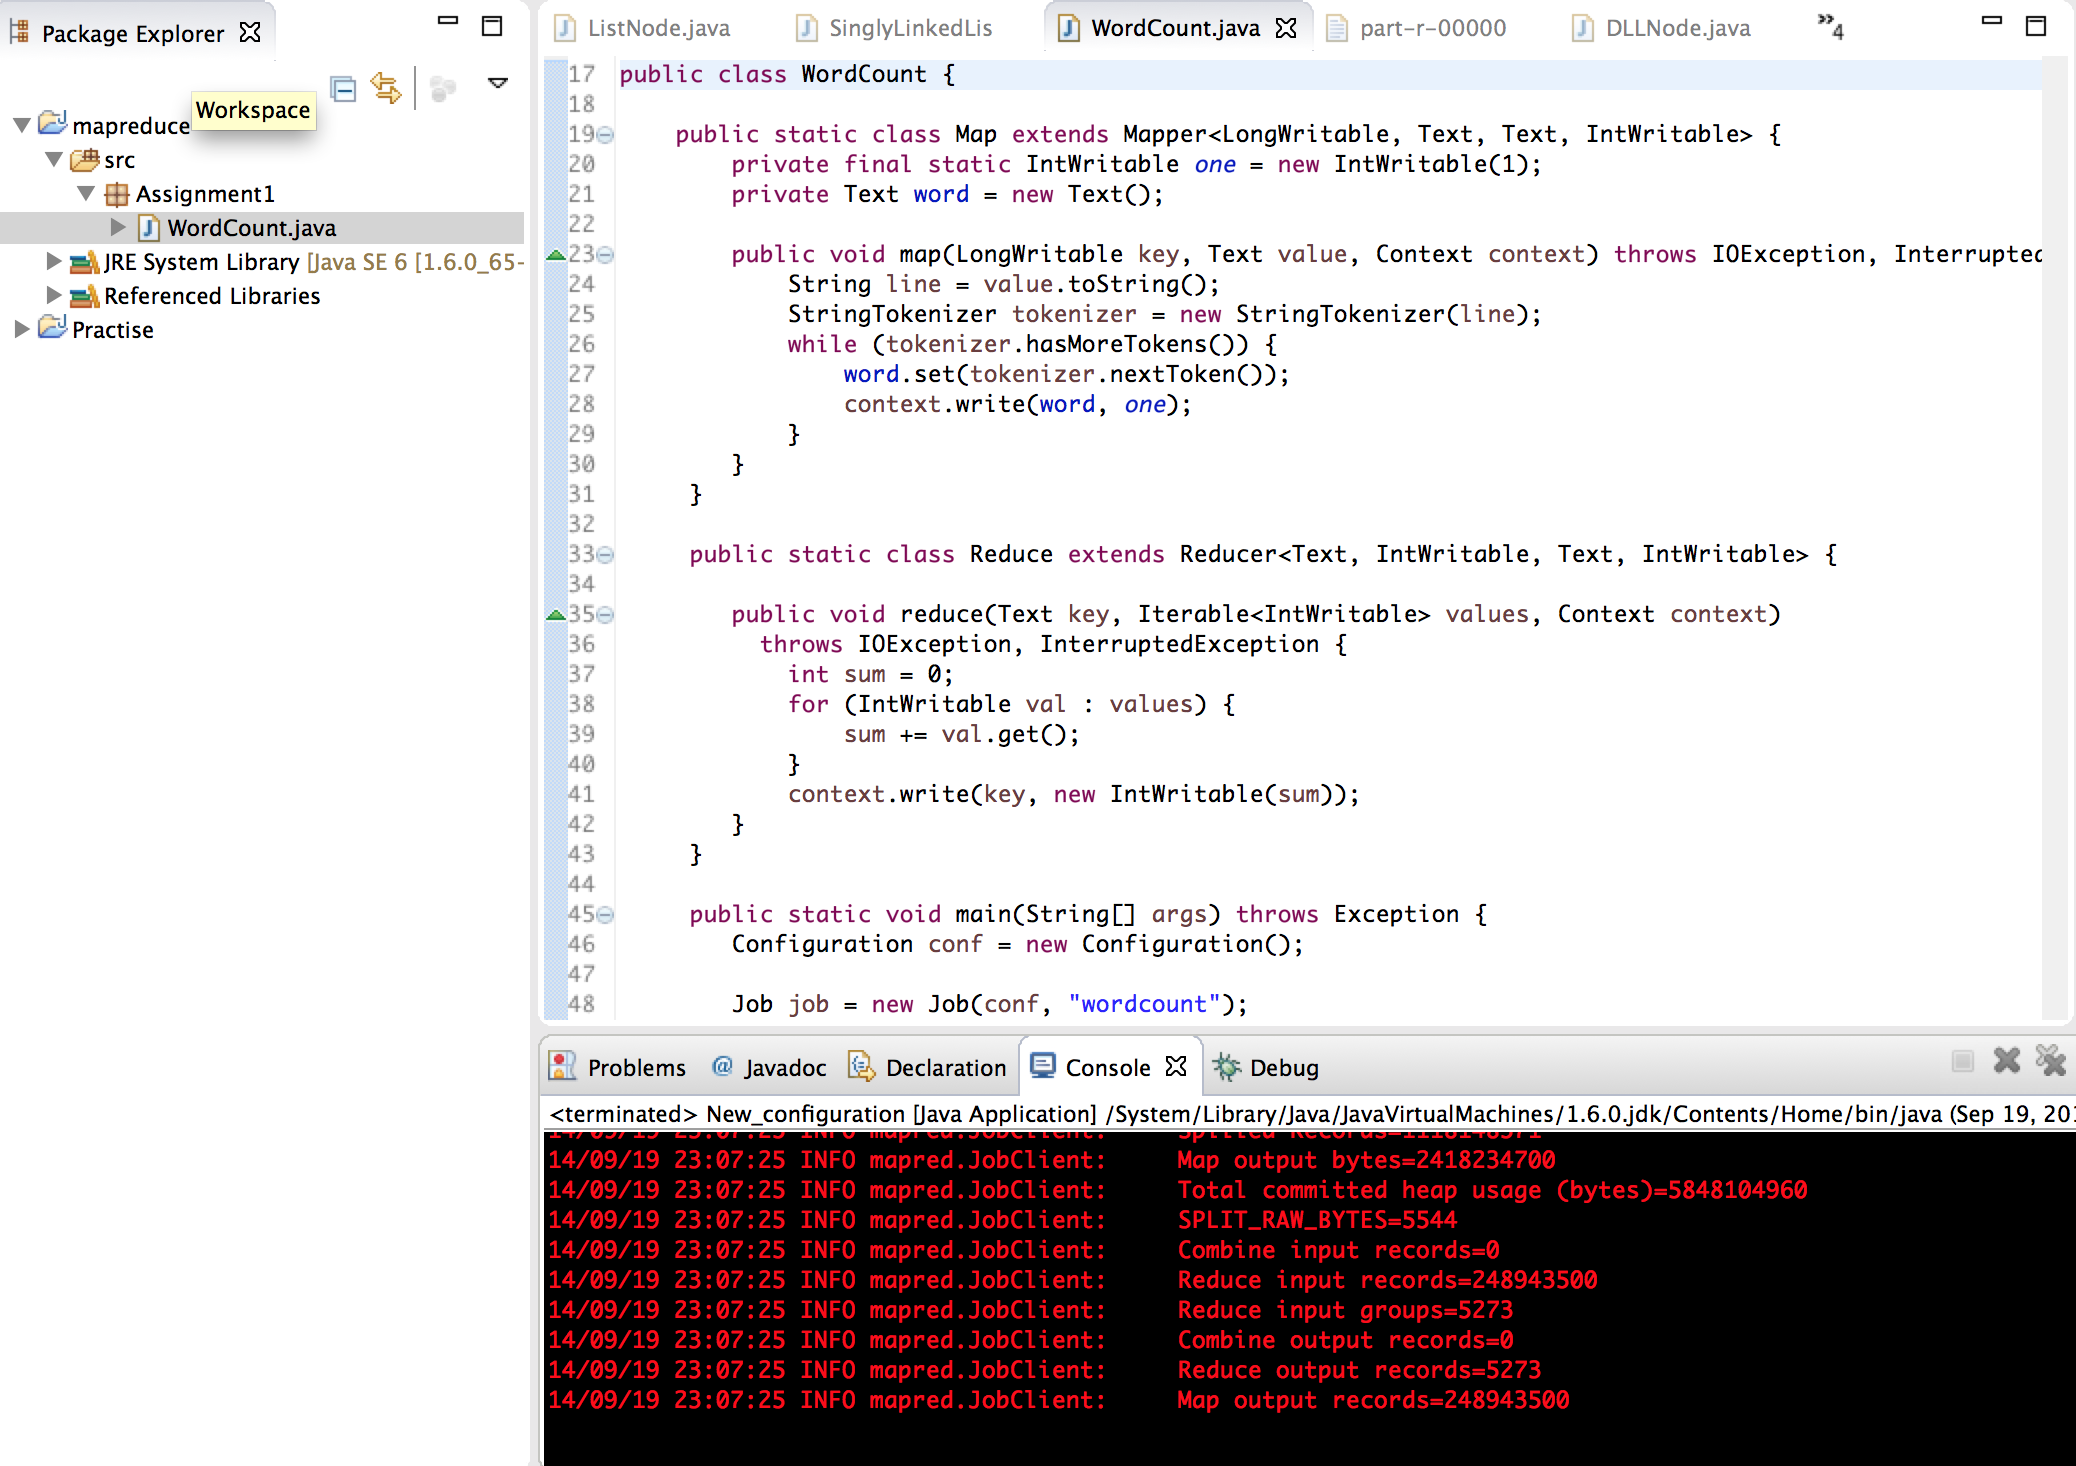 Package Explorer
Workspace
mapreduce
src
Assignment1
WordCount.java
JRE System Library [Java SE 6 [1.6.0_65-
Referenced Libraries
Practise
ListNode.java
SinglyLinkedLis
WordCount.java
part-r-00000
DLLNode.java
»4
17 public class WordCount {
18
19 public static class Map extends Mapper<LongWritable, Text, Text, IntWritable> {
20 private final static IntWritable one = new IntWritable(1);
21 private Text word = new Text();
22
23 public void map(LongWritable key, Text value, Context context) throws IOException, Interrupted
24 String line = value.toString();
25 StringTokenizer tokenizer = new StringTokenizer(line);
26 while (tokenizer.hasMoreTokens()) {
27 word.set(tokenizer.nextToken());
28 context.write(word, one);
29 }
30 }
31 }
32
33 public static class Reduce extends Reducer<Text, IntWritable, Text, IntWritable> {
34
35 public void reduce(Text key, Iterable<IntWritable> values, Context context)
36 throws IOException, InterruptedException {
37 int sum = 0;
38 for (IntWritable val : values) {
39 sum += val.get();
40 }
41 context.write(key, new IntWritable(sum));
42 }
43 }
44
45 public static void main(String[] args) throws Exception {
46 Configuration conf = new Configuration();
47
48 Job job = new Job(conf, "wordcount");
Problems
@ Javadoc
Declaration
Console
Debug
<terminated> New_configuration [Java Application] /System/Library/Java/JavaVirtualMachines/1.6.0.jdk/Contents/Home/bin/java (Sep 19, 201
14/09/19 23:07:25 INFO mapred.JobClient: Spilled Records=1118148571
14/09/19 23:07:25 INFO mapred.JobClient: Map output bytes=2418234700
14/09/19 23:07:25 INFO mapred.JobClient: Total committed heap usage (bytes)=5848104960
14/09/19 23:07:25 INFO mapred.JobClient: SPLIT_RAW_BYTES=5544
14/09/19 23:07:25 INFO mapred.JobClient: Combine input records=0
14/09/19 23:07:25 INFO mapred.JobClient: Reduce input records=248943500
14/09/19 23:07:25 INFO mapred.JobClient: Reduce input groups=5273
14/09/19 23:07:25 INFO mapred.JobClient: Combine output records=0
14/09/19 23:07:25 INFO mapred.JobClient: Reduce output records=5273
14/09/19 23:07:25 INFO mapred.JobClient: Map output records=248943500